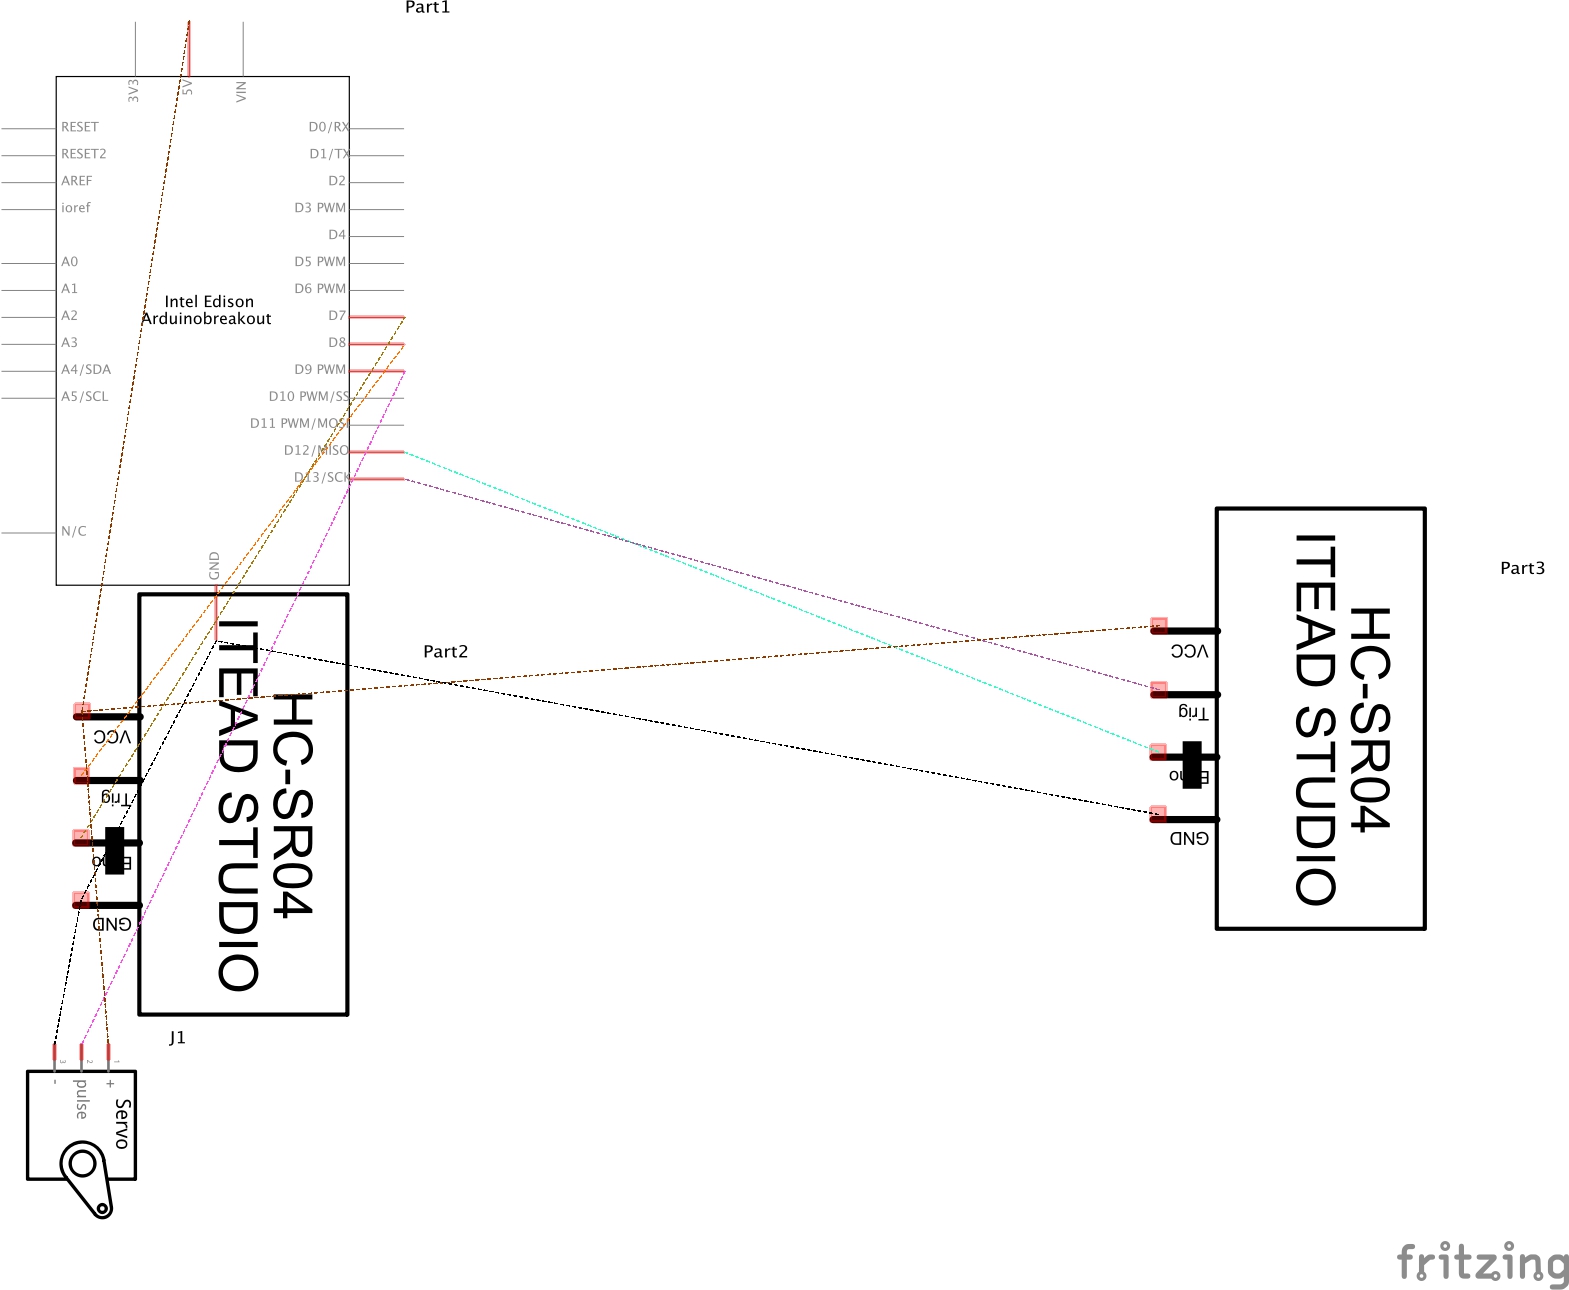 Part1
3V3
5V
VIN
RESET
RESET2
AREF
ioref
A0
A1
A2
A3
A4/SDA
A5/SCL
N/C
D0/RX
D1/TX
D2
D3 PWM
D4
D5 PWM
D6 PWM
D7
D8
D9 PWM
D10 PWM/SS
D11 PWM/MOSI
D12/MISO
D13/SCK
Intel Edison
Arduinobreakout
GND
Part2
HC-SR04
ITEAD STUDIO
VCC
Trig
Echo
GND
Part3
HC-SR04
ITEAD STUDIO
VCC
Trig
Echo
GND
J1
3
2
1
-
pulse
+
Servo
fritzing